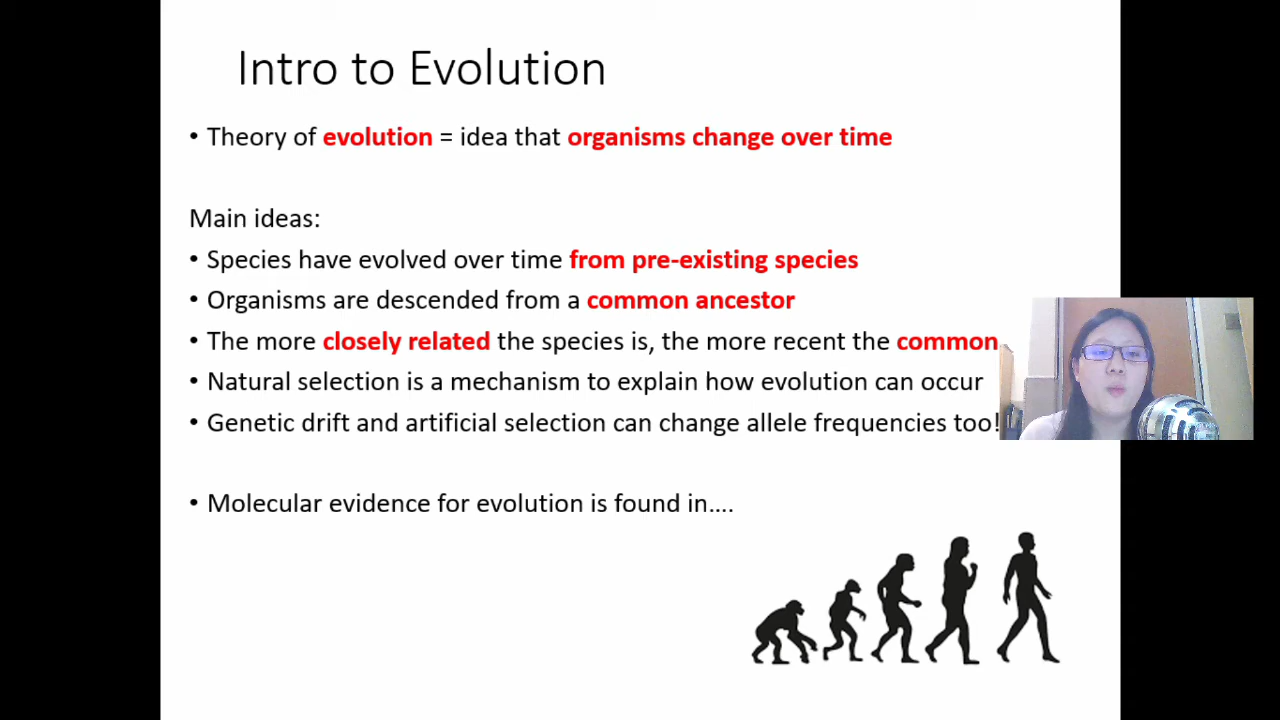 Intro to Evolution
• Theory of evolution = idea that organisms change over time
Main ideas:
• Species have evolved over time from pre-existing species
• Organisms are descended from a common ancestor
• The more closely related the species is, the more recent the common
• Natural selection is a mechanism to explain how evolution can occur
• Genetic drift and artificial selection can change allele frequencies too!
• Molecular evidence for evolution is found in....